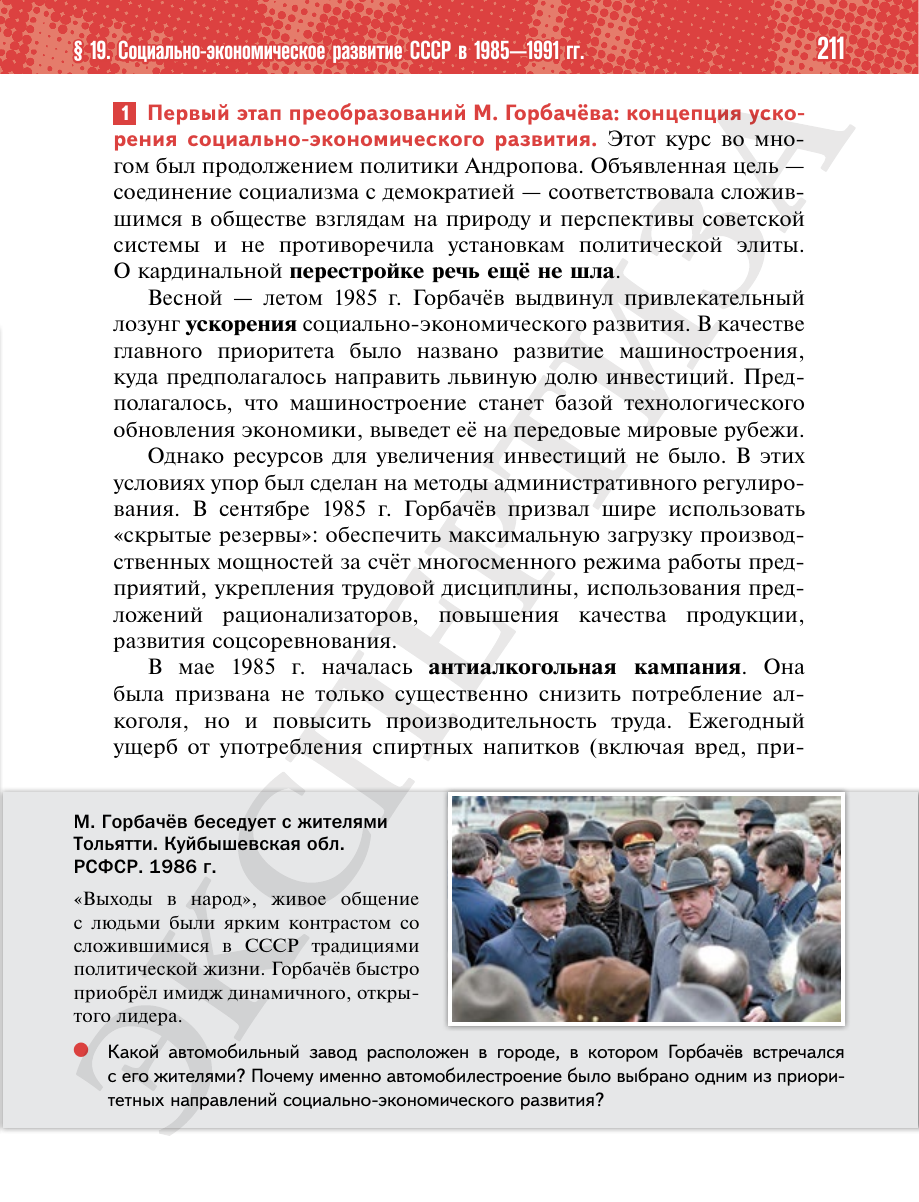 § 19. Социально-экономическое развитие СССР в 1985—1991 гг.
211
1 Первый этап преобразований М. Горбачёва: концепция уско-
рения социально-экономического развития. Этот курс во мно-
гом был продолжением политики Андропова. Объявленная цель —
соединение социализма с демократией — соответствовала сложив-
шимся в обществе взглядам на природу и перспективы советской
системы и не противоречила установкам политической элиты.
О кардинальной перестройке речь ещё не шла.
Весной — летом 1985 г. Горбачёв выдвинул привлекательный
лозунг ускорения социально-экономического развития. В качестве
главного приоритета было названо развитие машиностроения,
куда предполагалось направить львиную долю инвестиций. Пред-
полагалось, что машиностроение станет базой технологического
обновления экономики, выведет её на передовые мировые рубежи.
Однако ресурсов для увеличения инвестиций не было. В этих
условиях упор был сделан на методы административного регулиро-
вания. В сентябре 1985 г. Горбачёв призвал шире использовать
«скрытые резервы»: обеспечить максимальную загрузку производ-
ственных мощностей за счёт многосменного режима работы пред-
приятий, укрепления трудовой дисциплины, использования пред-
ложений рационализаторов, повышения качества продукции,
развития соцсоревнования.
В мае 1985 г. началась антиалкогольная кампания. Она
была призвана не только существенно снизить потребление ал-
коголя, но и повысить производительность труда. Ежегодный
ущерб от употребления спиртных напитков (включая вред, при-
М. Горбачёв беседует с жителями
Тольятти. Куйбышевская обл.
РСФСР. 1986 г.
«Выходы в народ», живое общение
с людьми были ярким контрастом со
сложившимися в СССР традициями
политической жизни. Горбачёв быстро
приобрёл имидж динамичного, откры-
того лидера.
Какой автомобильный завод расположен в городе, в котором Горбачёв встречался
с его жителями? Почему именно автомобилестроение было выбрано одним из приори-
тетных направлений социально-экономического развития?
ЭКСПЕРТИЗА